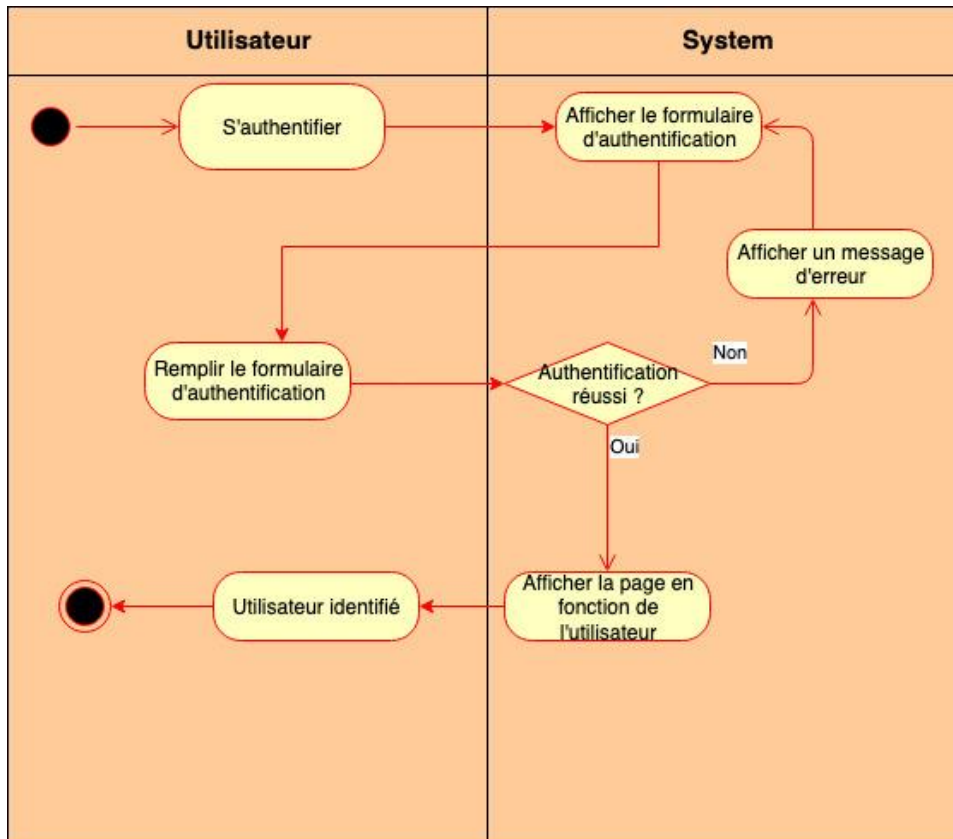 Utilisateur
System
S'authentifier
Afficher le formulaire
d'authentification
Afficher un message
d'erreur
Remplir le formulaire
d'authentification
Authentification
réussi ?
Non
Oui
Utilisateur identifié
Afficher la page en
fonction de
l'utilisateur